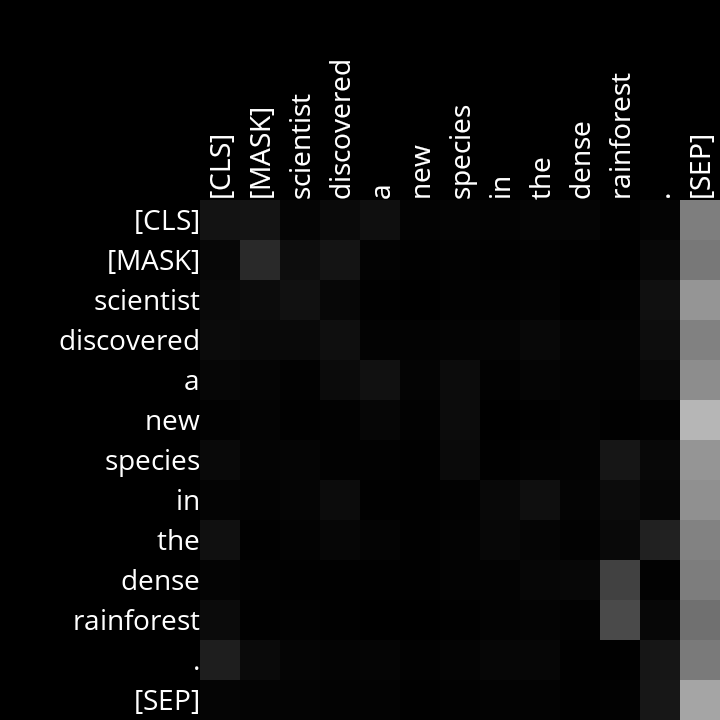 [CLS]
[MASK]
scientist
discovered
a
new
species
in
the
dense
rainforest
.
[SEP]
[CLS]
[MASK]
scientist
discovered
a
new
species
in
the
dense
rainforest
.
[SEP]